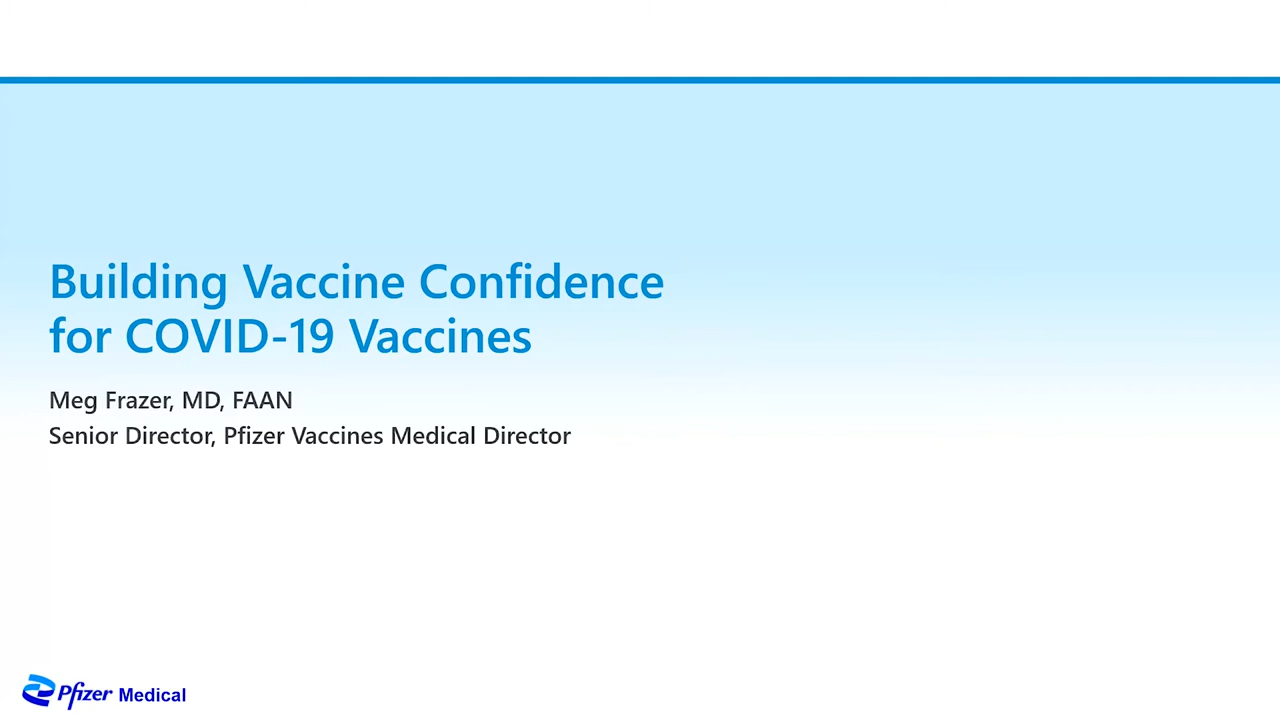 Building Vaccine Confidence
for COVID-19 Vaccines
Meg Frazer, MD, FAAN
Senior Director, Pfizer Vaccines Medical Director
Pfizer Medical